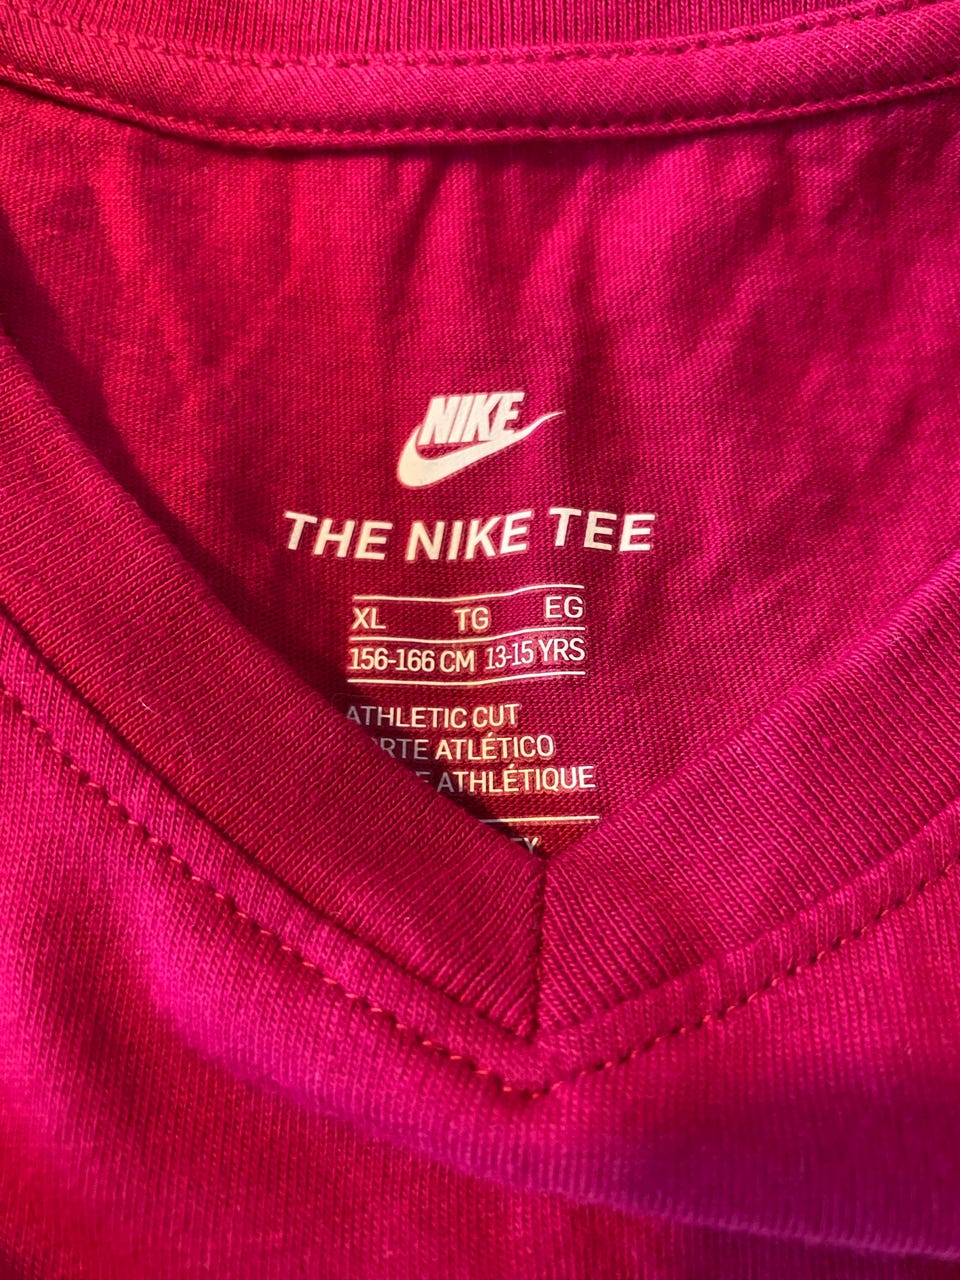 NIKE
THE NIKE TEE
XL TG EG
156-166 CM 13-15 YRS
ATHLETIC CUT
ATLÉTICO
ATHLÉTIQUE